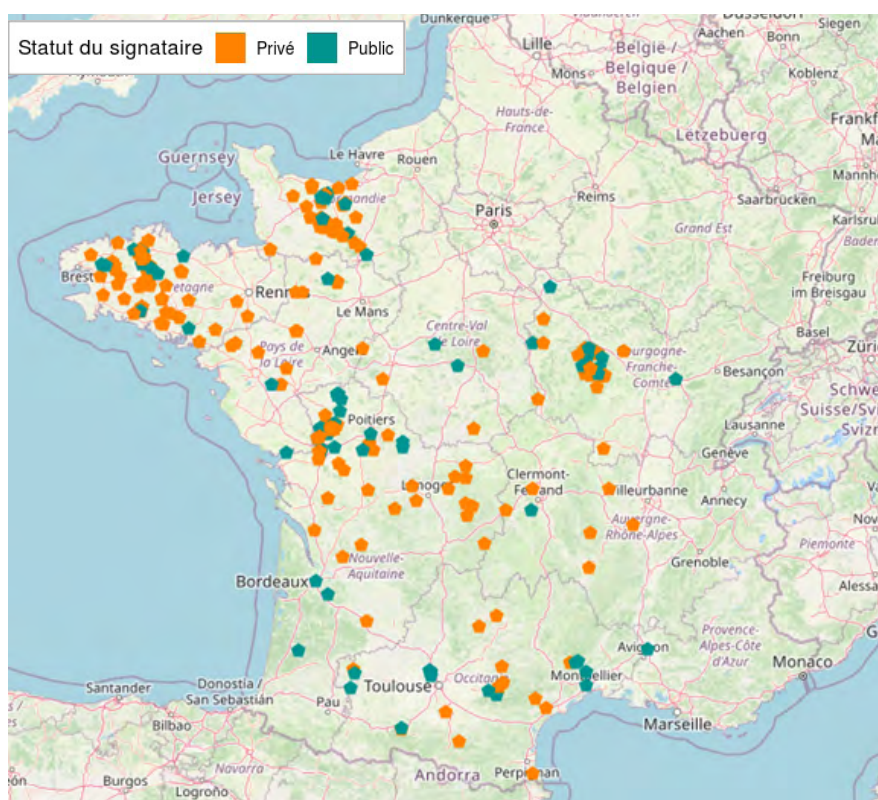 Statut du signataire Privé Public
Dunkerque
Düsseldorf
Siegen
Aachen
Bonn
Lille
België /
Belgique /
Belgien
Mons
Koblenz
Hauts-de-
France
Lëtzebuerg
Guernsey
Le Havre
Rouen
Jersey
Reims
Saarbrücken
Paris
Grand Est
Brest
Rennes
Freiburg
im Breisgau
Le Mans
Centre-Val
de Loire
Basel
Pays de
la Loire
Angers
Bourgogne-
Franche-
Comté
Besançon
Poitiers
Lausanne
Genève
Limoges
Clermont-
Ferrand
Villeurbanne
Annecy
Auvergne-
Rhône-Alpes
Grenoble
Piemonte
Bordeaux
Nouvelle-
Aquitaine
Avignon
Provence-
Alpes-Côte
d'Azur
Monaco
Montpellier
Santander
Donostia /
San Sebastián
Pau
Toulouse
Occitanie
Marseille
Bilbao
Navarra
Andorra
Perpignan
Burgos
Logroño